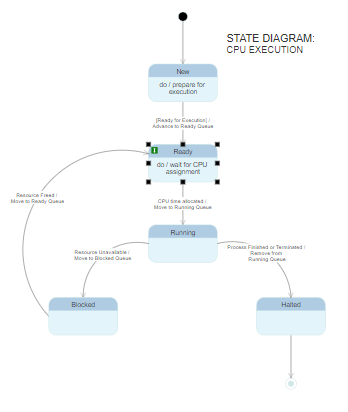 STATE DIAGRAM:
CPU EXECUTION
New
do / prepare for
execution
[Ready for Execution] /
Advance to Ready Queue
Ready
do / wait for CPU
assignment
Resource Freed /
Move to Ready Queue
CPU time allocated /
Move to Running Queue
Running
Resource Unavailable /
Move to Blocked Queue
Process Finished or Terminated /
Remove from
Running Queue
Blocked
Halted